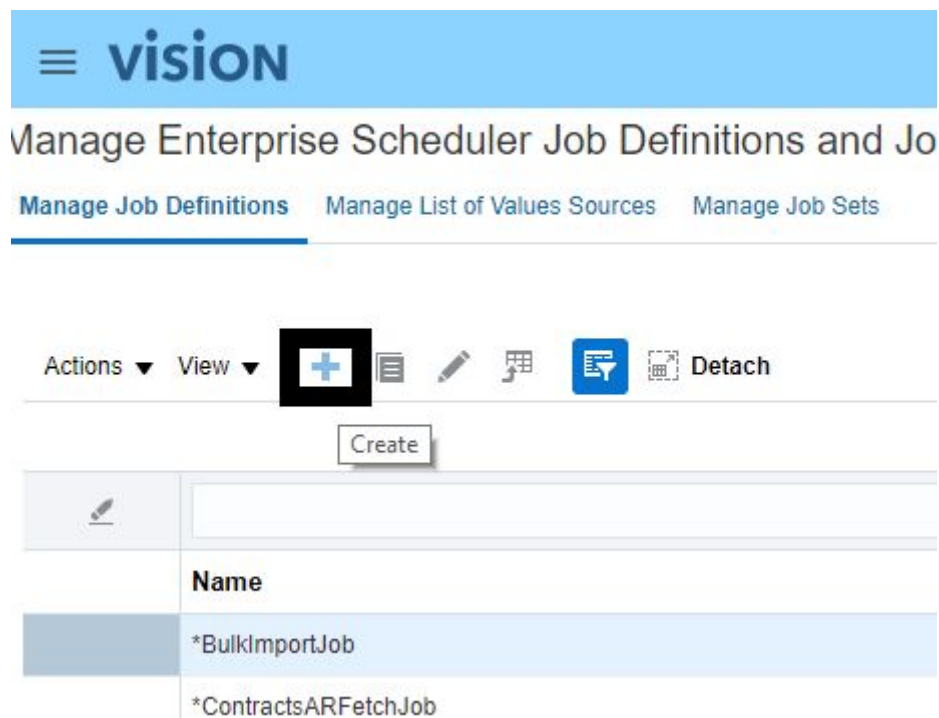 VISION
Manage Enterprise Scheduler Job Definitions and Jo
Manage Job Definitions Manage List of Values Sources Manage Job Sets
Actions View Detach
Create
Name
*BulkImportJob
*ContractsARFetchJob